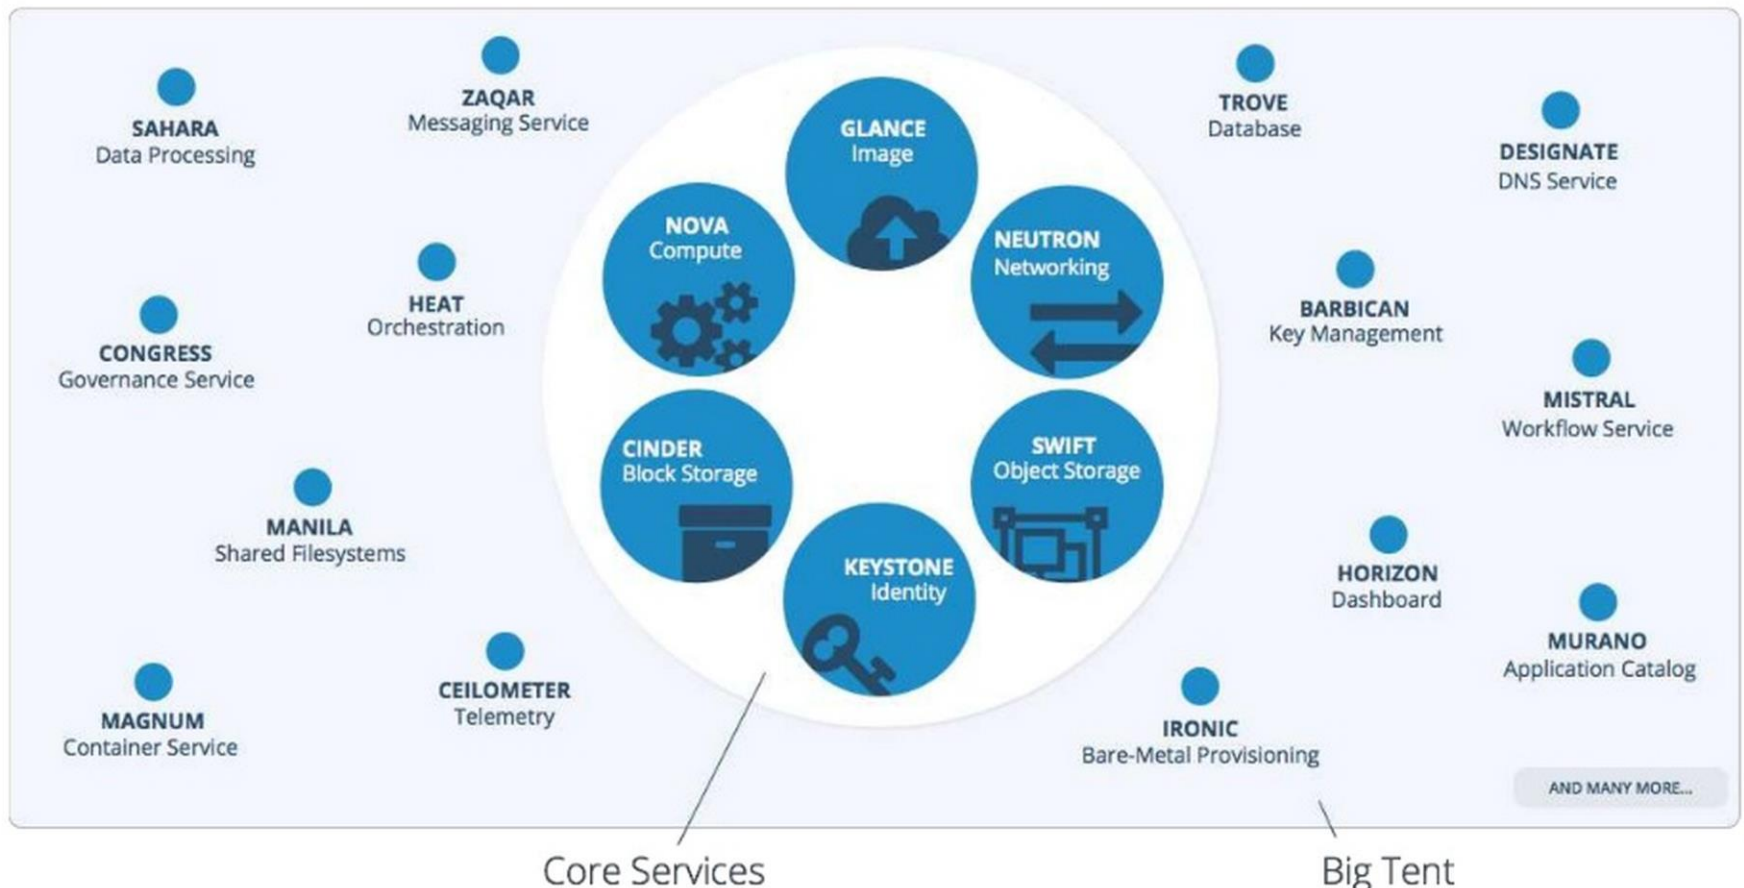 SAHARA
Data Processing
ZAQAR
Messaging Service
HEAT
Orchestration
CONGRESS
Governance Service
MANILA
Shared Filesystems
MAGNUM
Container Service
CEILOMETER
Telemetry
GLANCE
Image
NOVA
Compute
NEUTRON
Networking
CINDER
Block Storage
SWIFT
Object Storage
KEYSTONE
Identity
TROVE
Database
DESIGNATE
DNS Service
BARBICAN
Key Management
MISTRAL
Workflow Service
HORIZON
Dashboard
MURANO
Application Catalog
IRONIC
Bare-Metal Provisioning
AND MANY MORE...
Core Services
Big Tent